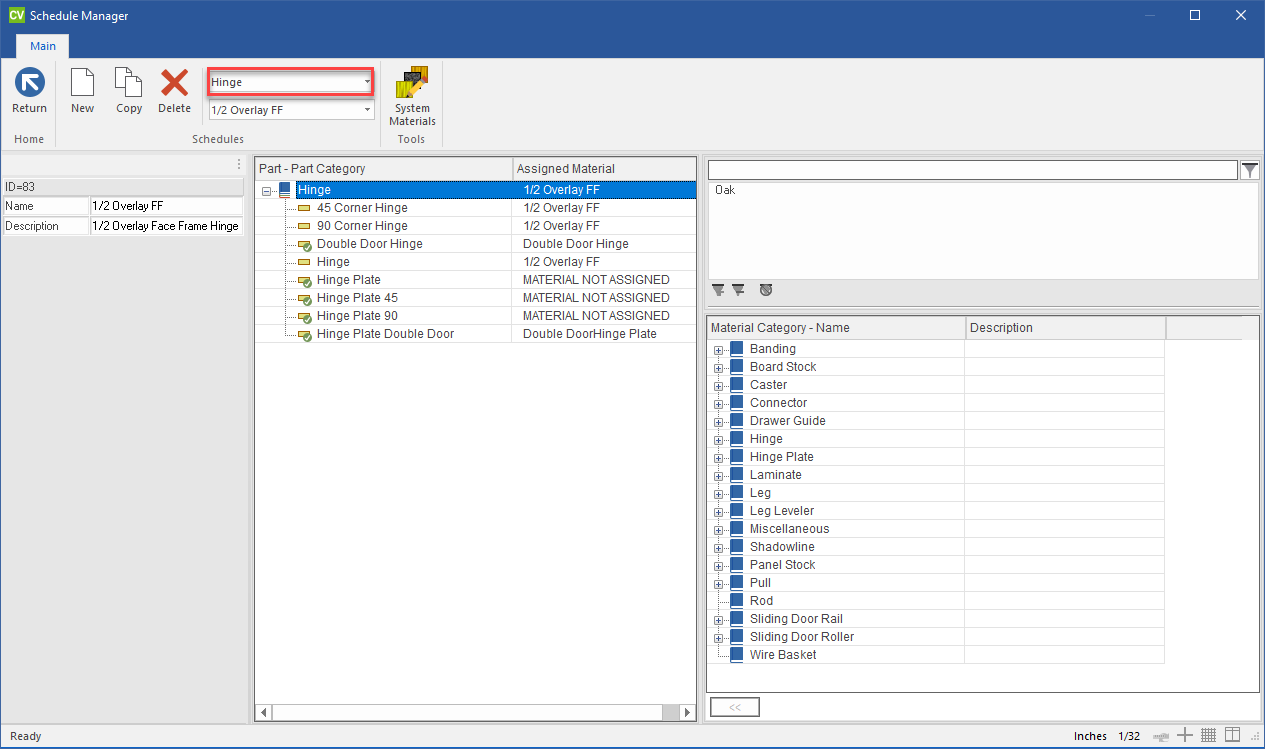 CV Schedule Manager
Main
Return
New
Copy
Delete
Hinge
1/2 Overlay FF
System
Materials
Home
Schedules
Tools
ID=83
Name 1/2 Overlay FF
Description 1/2 Overlay Face Frame Hinge
Part - Part Category Assigned Material
Hinge 1/2 Overlay FF
45 Corner Hinge 1/2 Overlay FF
90 Corner Hinge 1/2 Overlay FF
Double Door Hinge Double Door Hinge
Hinge 1/2 Overlay FF
Hinge Plate MATERIAL NOT ASSIGNED
Hinge Plate 45 MATERIAL NOT ASSIGNED
Hinge Plate 90 MATERIAL NOT ASSIGNED
Hinge Plate Double Door Double DoorHinge Plate
Oak
Material Category - Name Description
Banding
Board Stock
Caster
Connector
Drawer Guide
Hinge
Hinge Plate
Laminate
Leg
Leg Leveler
Miscellaneous
Shadowline
Panel Stock
Pull
Rod
Sliding Door Rail
Sliding Door Roller
Wire Basket
<<
Ready
Inches 1/32